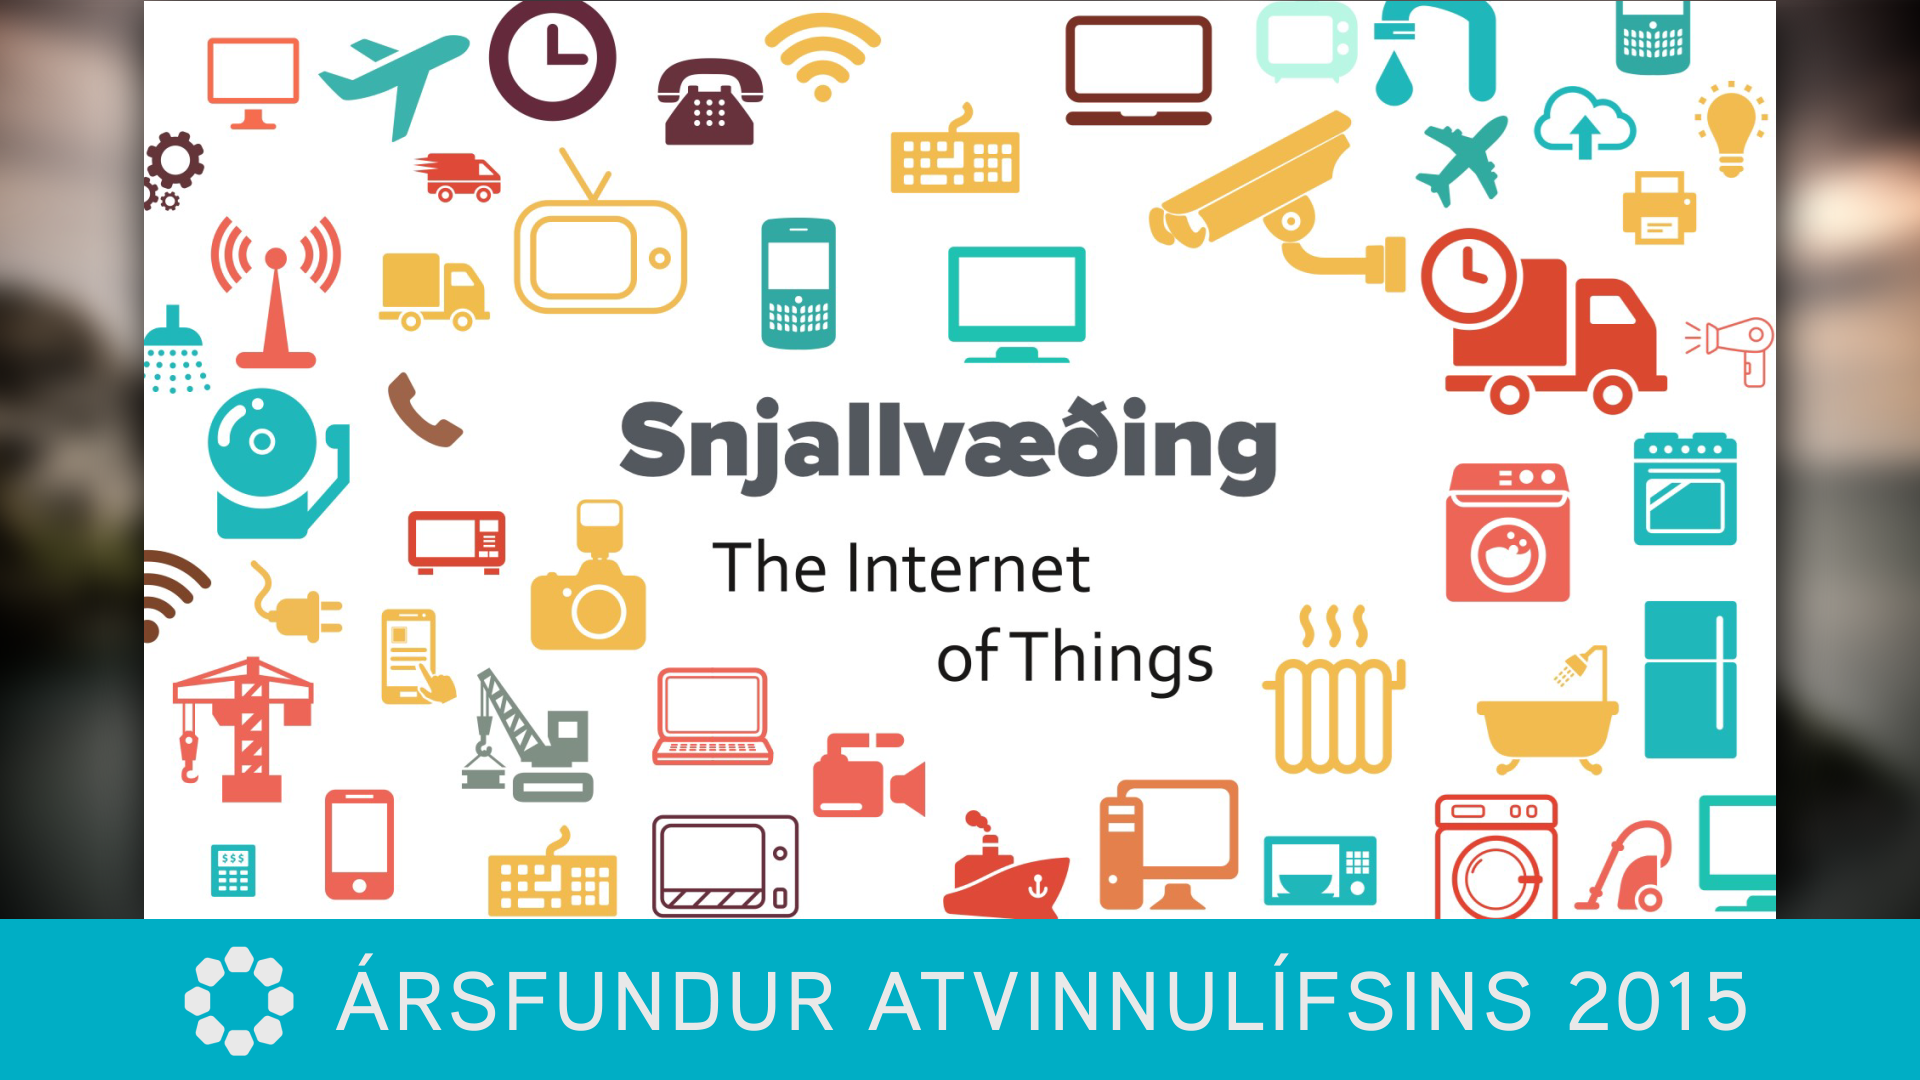 Snjallvæðing
The Internet
of Things
$$$
ÁRSFUNDUR ATVINNULÍFSINS 2015